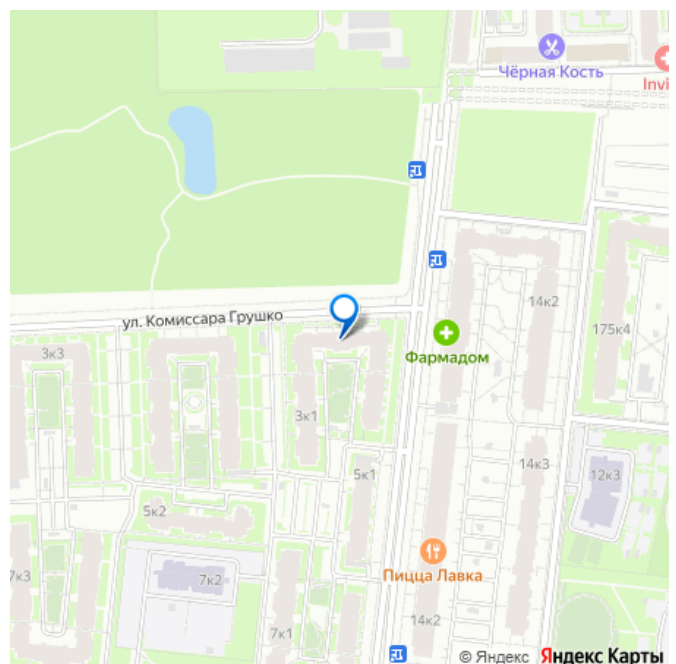 Чёрная Кость
Invi
ул. Комиссара Грушко
14к2
175к4
Фармадом
3к3
3к1
5к1
14к3
12к3
5к2
Пицца Лавка
7к3
7к2
14к2
7к1
© Яндекс Яндекс Карты